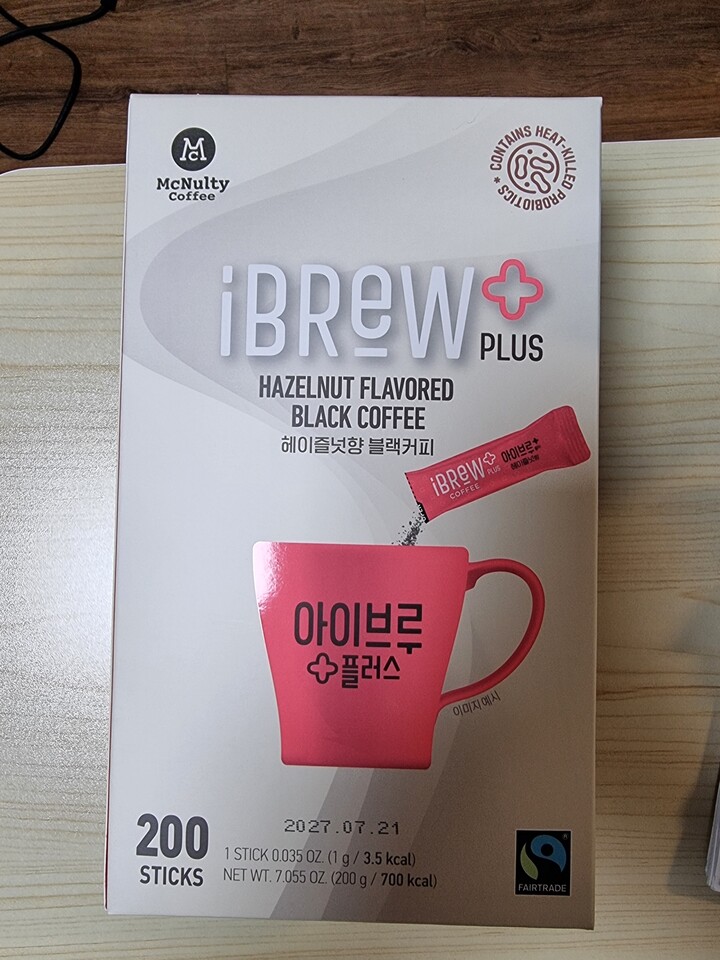 Mc
McNulty
Coffee
* CONTAINS HEAT-KILLED PROBIOTICS
iBReW
PLUS
HAZELNUT FLAVORED
BLACK COFFEE
헤이즐넛향 블랙커피
iBReW PLUS
COFFEE
아이브루
헤이즐넛향
아이브루
플러스
이미지 예시
2027.07.21
200
STICKS
1 STICK 0.035 OZ. (1 g / 3.5 kcal)
NET WT. 7.055 OZ. (200 g / 700 kcal)
FAIRTRADE